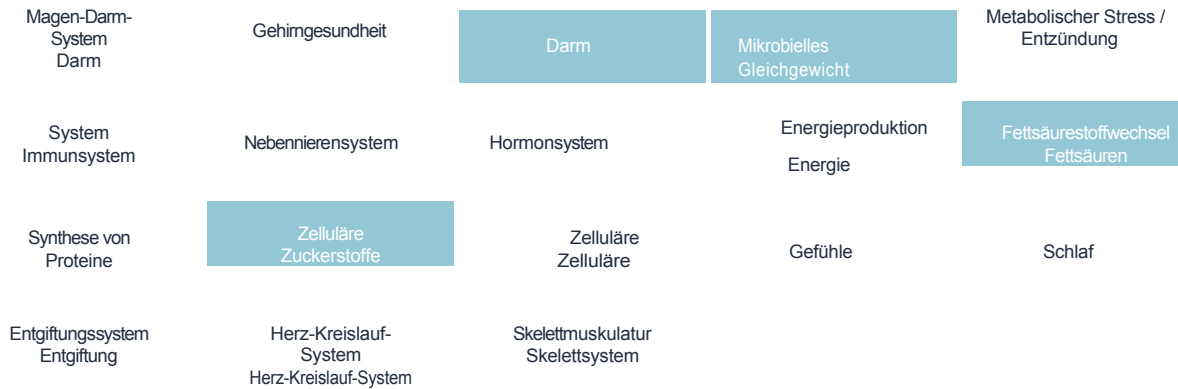 Magen-Darm-
System
Darm
Gehirngesundheit
Darm
Mikrobielles
Gleichgewicht
Metabolischer Stress /
Entzündung
System
Immunsystem
Nebennierensystem
Hormonsystem
Energieproduktion
Energie
Fettsäurestoffwechsel
Fettsäuren
Synthese von
Proteine
Zelluläre
Zuckerstoffe
Zelluläre
Zelluläre
Gefühle
Schlaf
Entgiftungssystem
Entgiftung
Herz-Kreislauf-
System
Herz-Kreislauf-System
Skelettmuskulatur
Skelettsystem